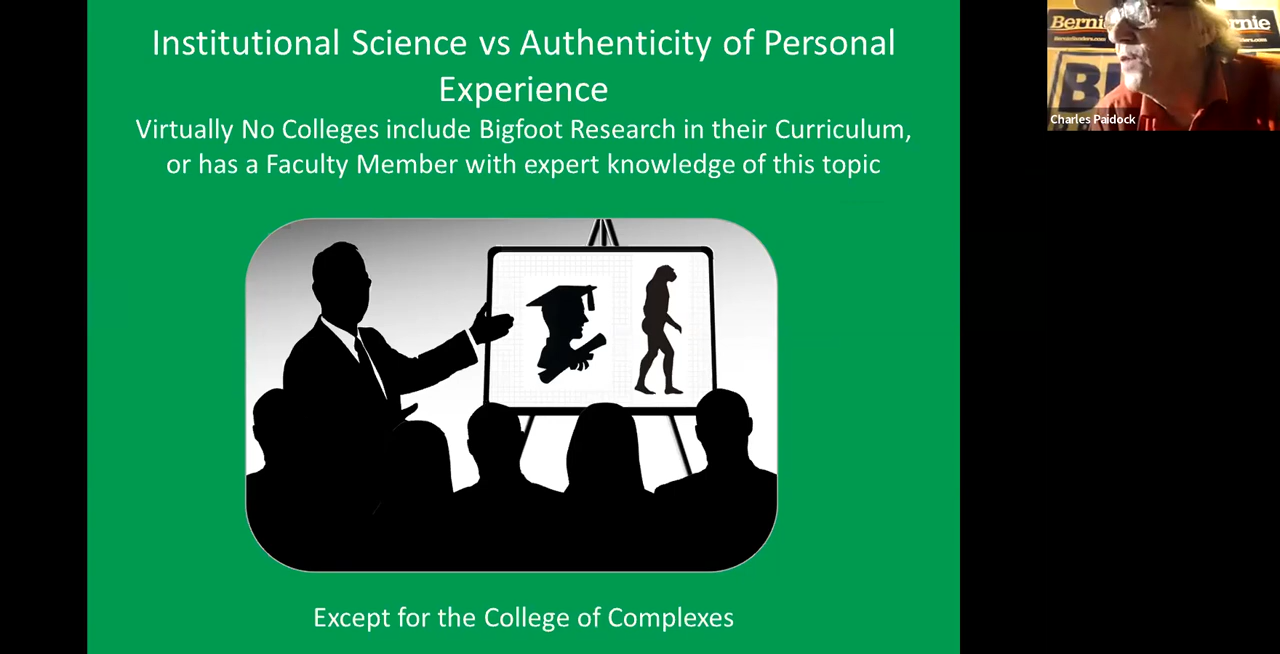 Institutional Science vs Authenticity of Personal
Experience
Virtually No Colleges include Bigfoot Research in their Curriculum,
or has a Faculty Member with expert knowledge of this topic
Except for the College of Complexes
Charles Paidock